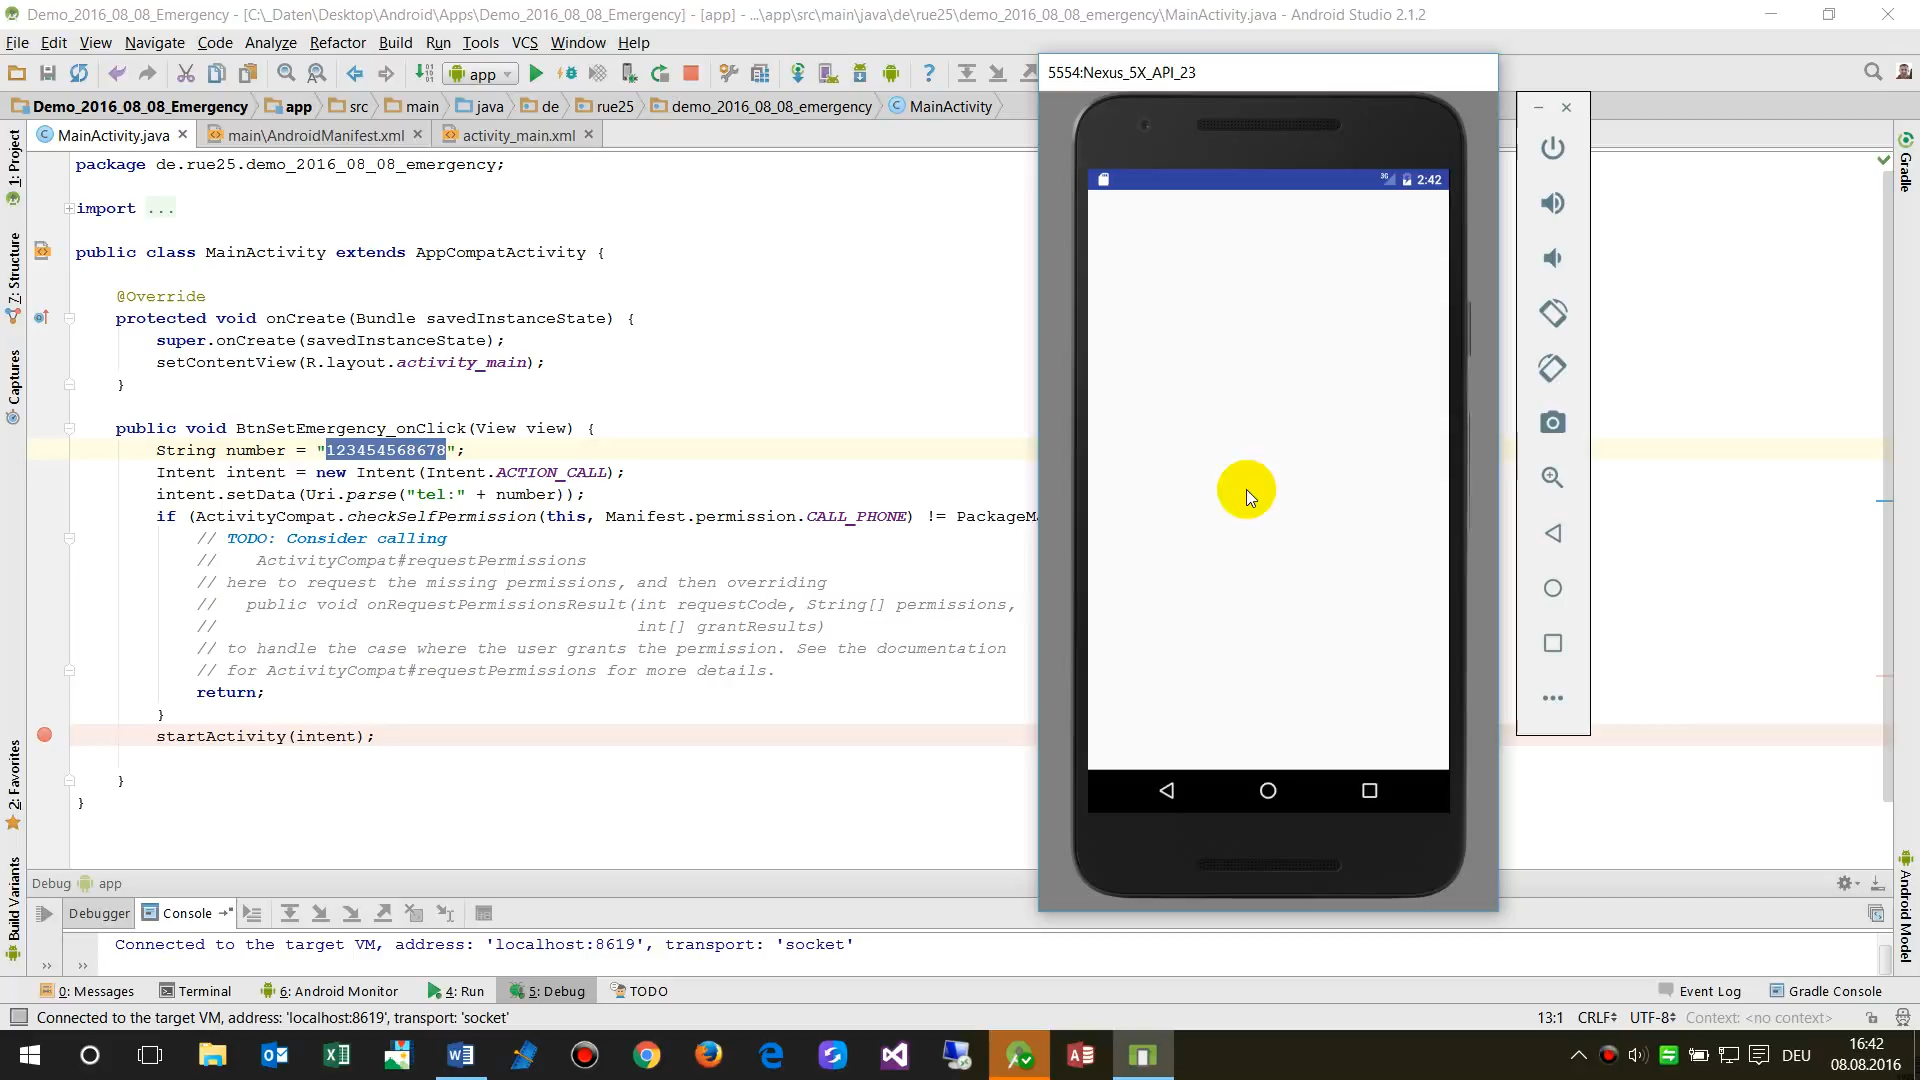 Demo_2016_08_08_Emergency - [C:\_Daten\Desktop\Android\Apps\Demo_2016_08_08_Emergency] - [app] - ...\app\src\main\java\de\rue25\demo_2016_08_08_emergency\MainActivity.java - Android Studio 2.1.2
File Edit View Navigate Code Analyze Refactor Build Run Tools VCS Window Help
app
5554:Nexus_5X_API_23
Demo_2016_08_08_Emergency app src main java de rue25 demo_2016_08_08_emergency MainActivity
MainActivity.java main\AndroidManifest.xml activity_main.xml
1: Project
7: Structure
Captures
2: Favorites
Build Variants
Gradle
Android Model
package de.rue25.demo_2016_08_08_emergency;
import ...
public class MainActivity extends AppCompatActivity {
@Override
protected void onCreate(Bundle savedInstanceState) {
super.onCreate(savedInstanceState);
setContentView(R.layout.activity_main);
}
public void BtnSetEmergency_onClick(View view) {
String number = "123454568678";
Intent intent = new Intent(Intent.ACTION_CALL);
intent.setData(Uri.parse("tel:" + number));
if (ActivityCompat.checkSelfPermission(this, Manifest.permission.CALL_PHONE) != PackageMa
// TODO: Consider calling
//    ActivityCompat#requestPermissions
// here to request the missing permissions, and then overriding
//   public void onRequestPermissionsResult(int requestCode, String[] permissions,
//                                          int[] grantResults)
// to handle the case where the user grants the permission. See the documentation
// for ActivityCompat#requestPermissions for more details.
return;
}
startActivity(intent);
}
}
3G 2:42
Debug app
Debugger Console
Connected to the target VM, address: 'localhost:8619', transport: 'socket'
0: Messages Terminal 6: Android Monitor 4: Run 5: Debug TODO Event Log Gradle Console
Connected to the target VM, address: 'localhost:8619', transport: 'socket' 13:1 CRLF UTF-8 Context: <no context>
DEU 16:42
08.08.2016